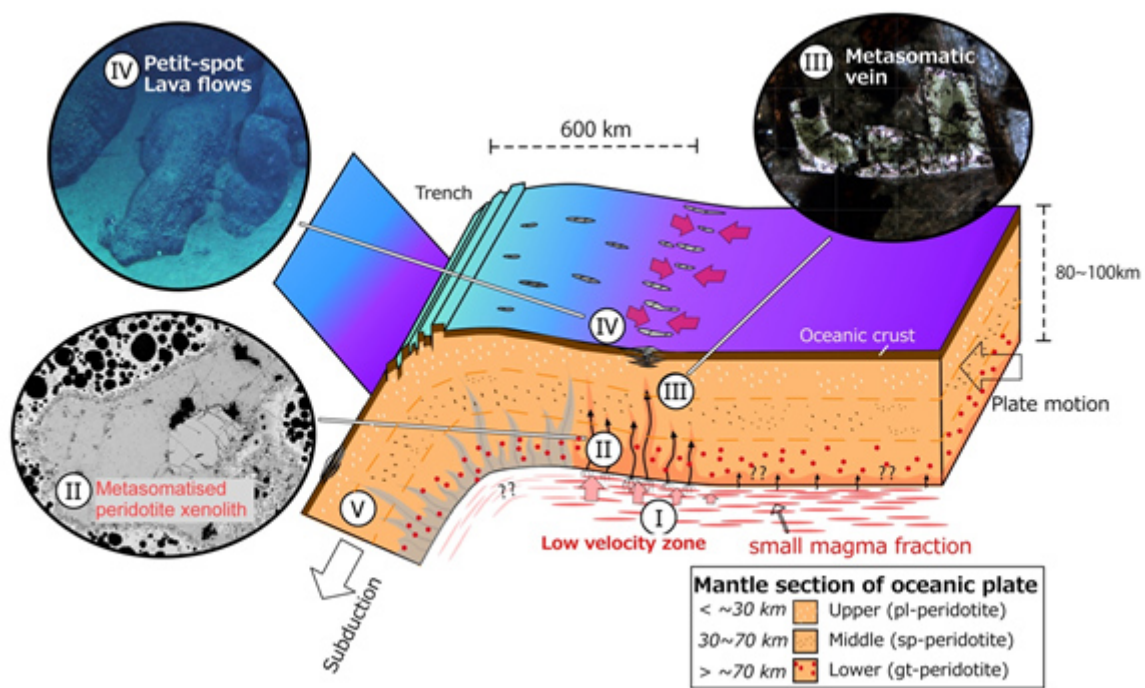 IV
Petit-spot
Lava flows
III
Metasomatic
vein
600 km
Trench
80~100km
IV
Oceanic crust
III
Plate motion
II
II
Metasomatised
peridotite xenolith
??
??
??
V
I
Low velocity zone
small magma fraction
Subduction
Mantle section of oceanic plate
< ~30 km Upper (pl-peridotite)
30~70 km Middle (sp-peridotite)
> ~70 km Lower (gt-peridotite)